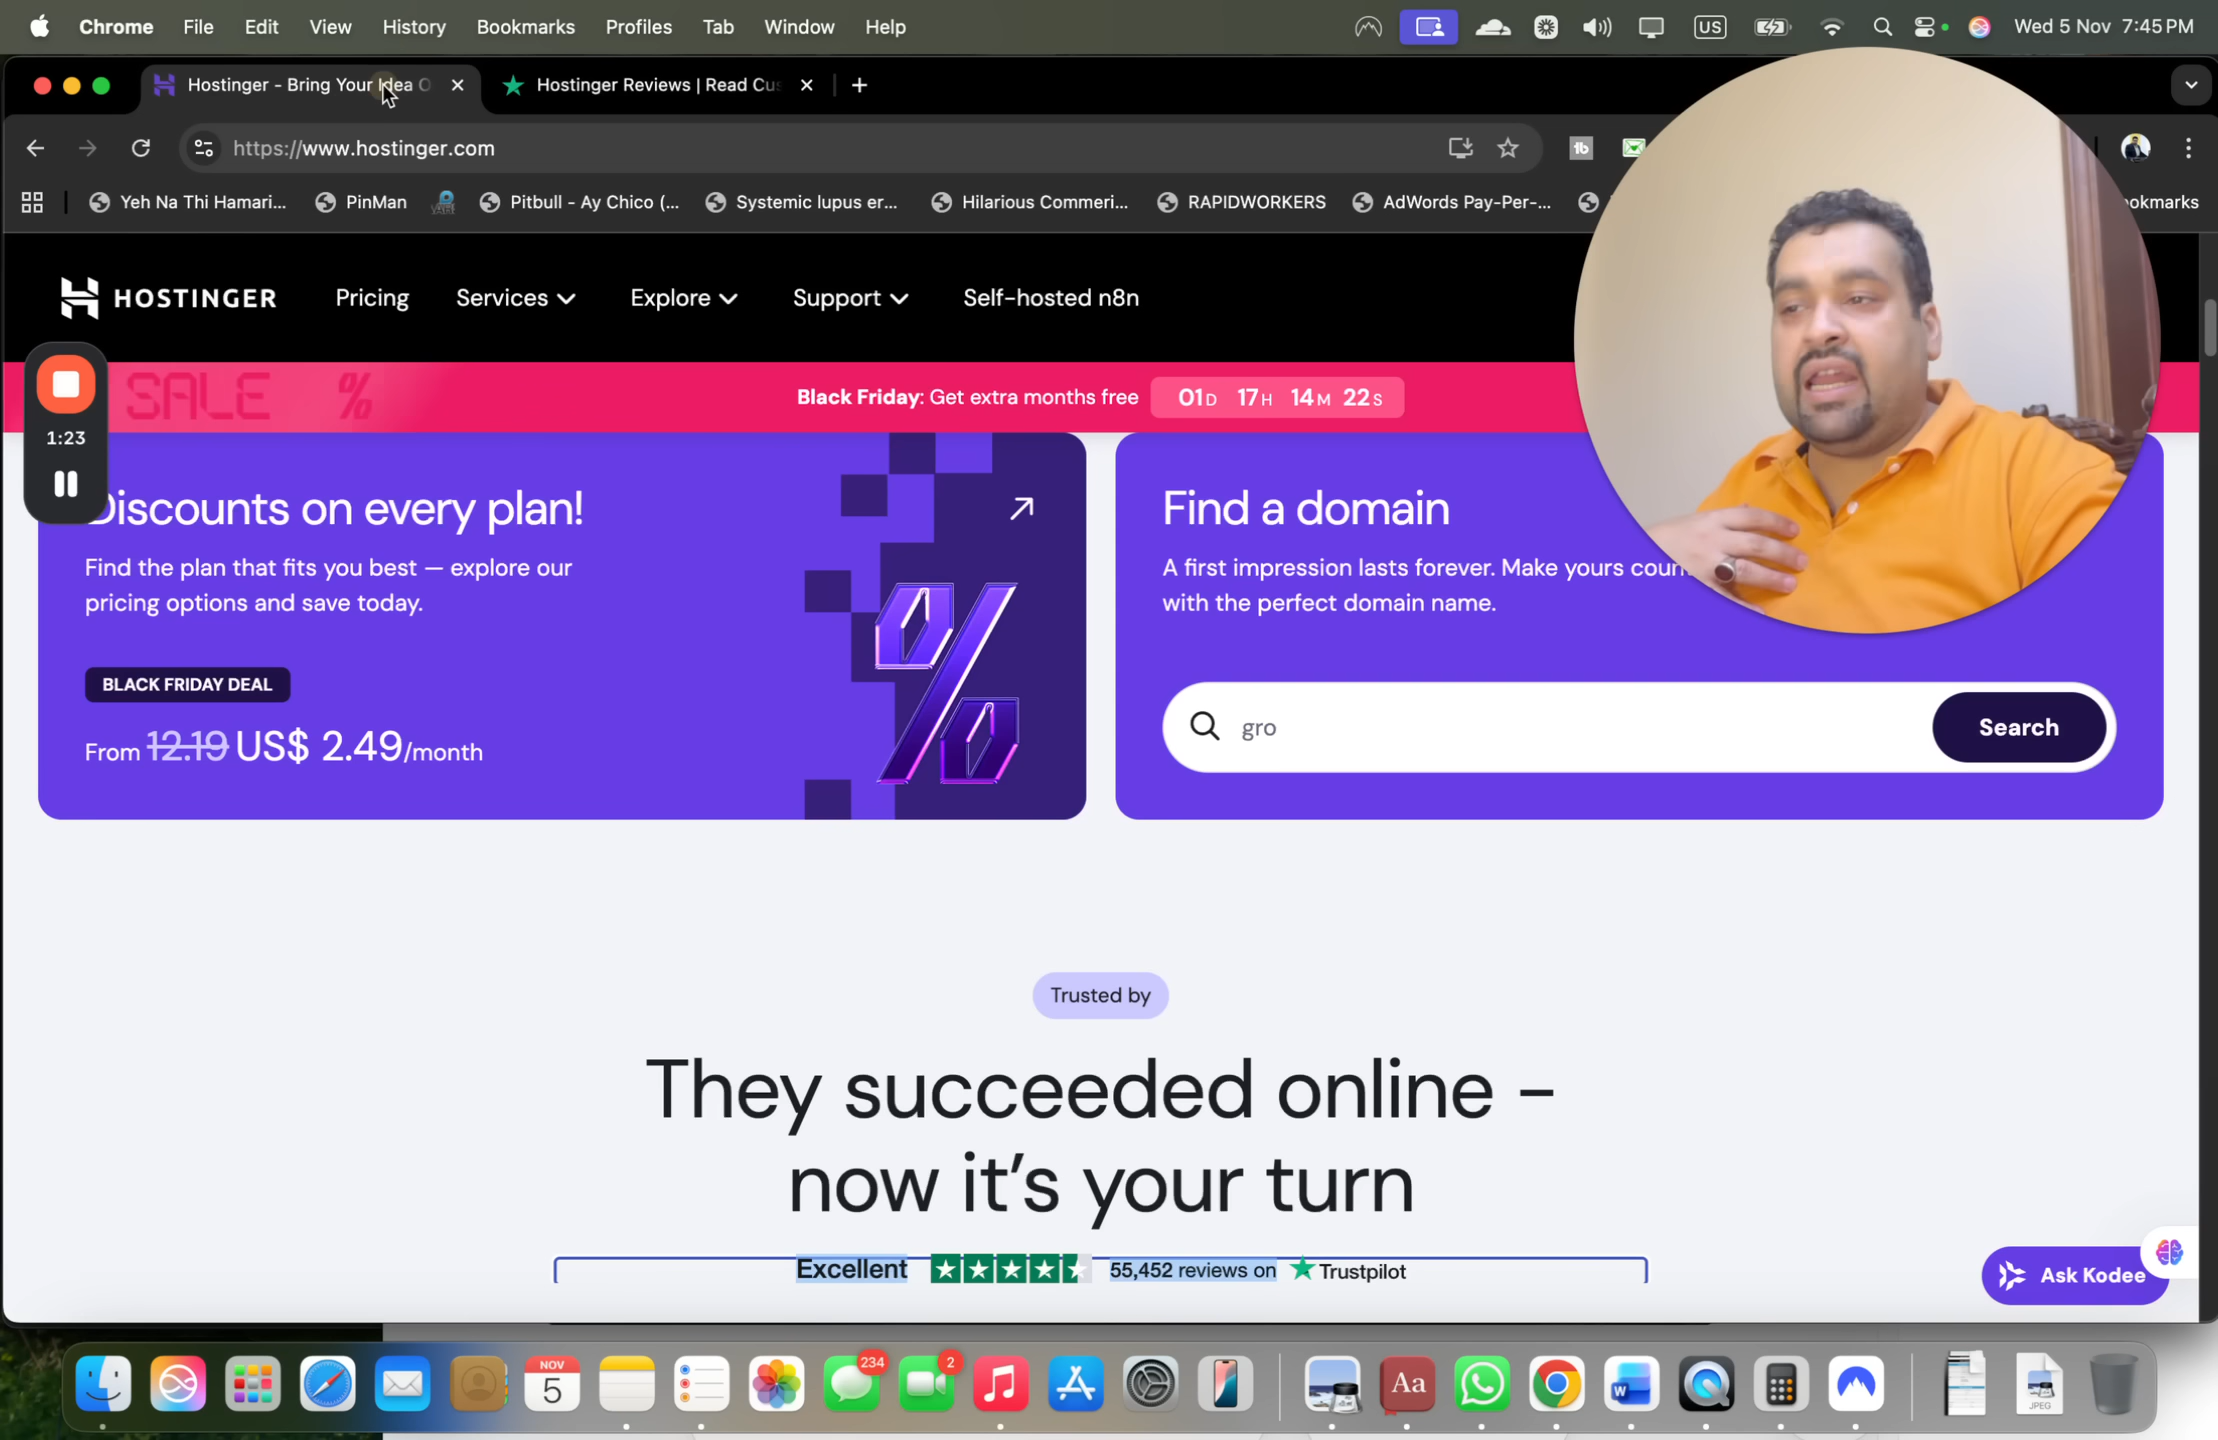 Chrome File Edit View History Bookmarks Profiles Tab Window Help US Wed 5 Nov 7:45 PM
Hostinger - Bring Your Idea O
Hostinger Reviews | Read Cus
https://www.hostinger.com
Yeh Na Thi Hamari...
PinMan
Pitbull - Ay Chico (...
Systemic lupus er...
Hilarious Commeri...
RAPIDWORKERS
AdWords Pay-Per-...
ookmarks
HOSTINGER Pricing Services Explore Support Self-hosted n8n
SALE %
Black Friday: Get extra months free 01D 17H 14M 22S
1:23
Discounts on every plan!
Find the plan that fits you best — explore our
pricing options and save today.
BLACK FRIDAY DEAL
From 12.19 US$ 2.49/month
%
Find a domain
A first impression lasts forever. Make yours coun
with the perfect domain name.
gro
Search
Trusted by
They succeeded online –
now it's your turn
Excellent 55,452 reviews on Trustpilot
Ask Kodee
NOV
5
234
2
Aa
W
JPEG